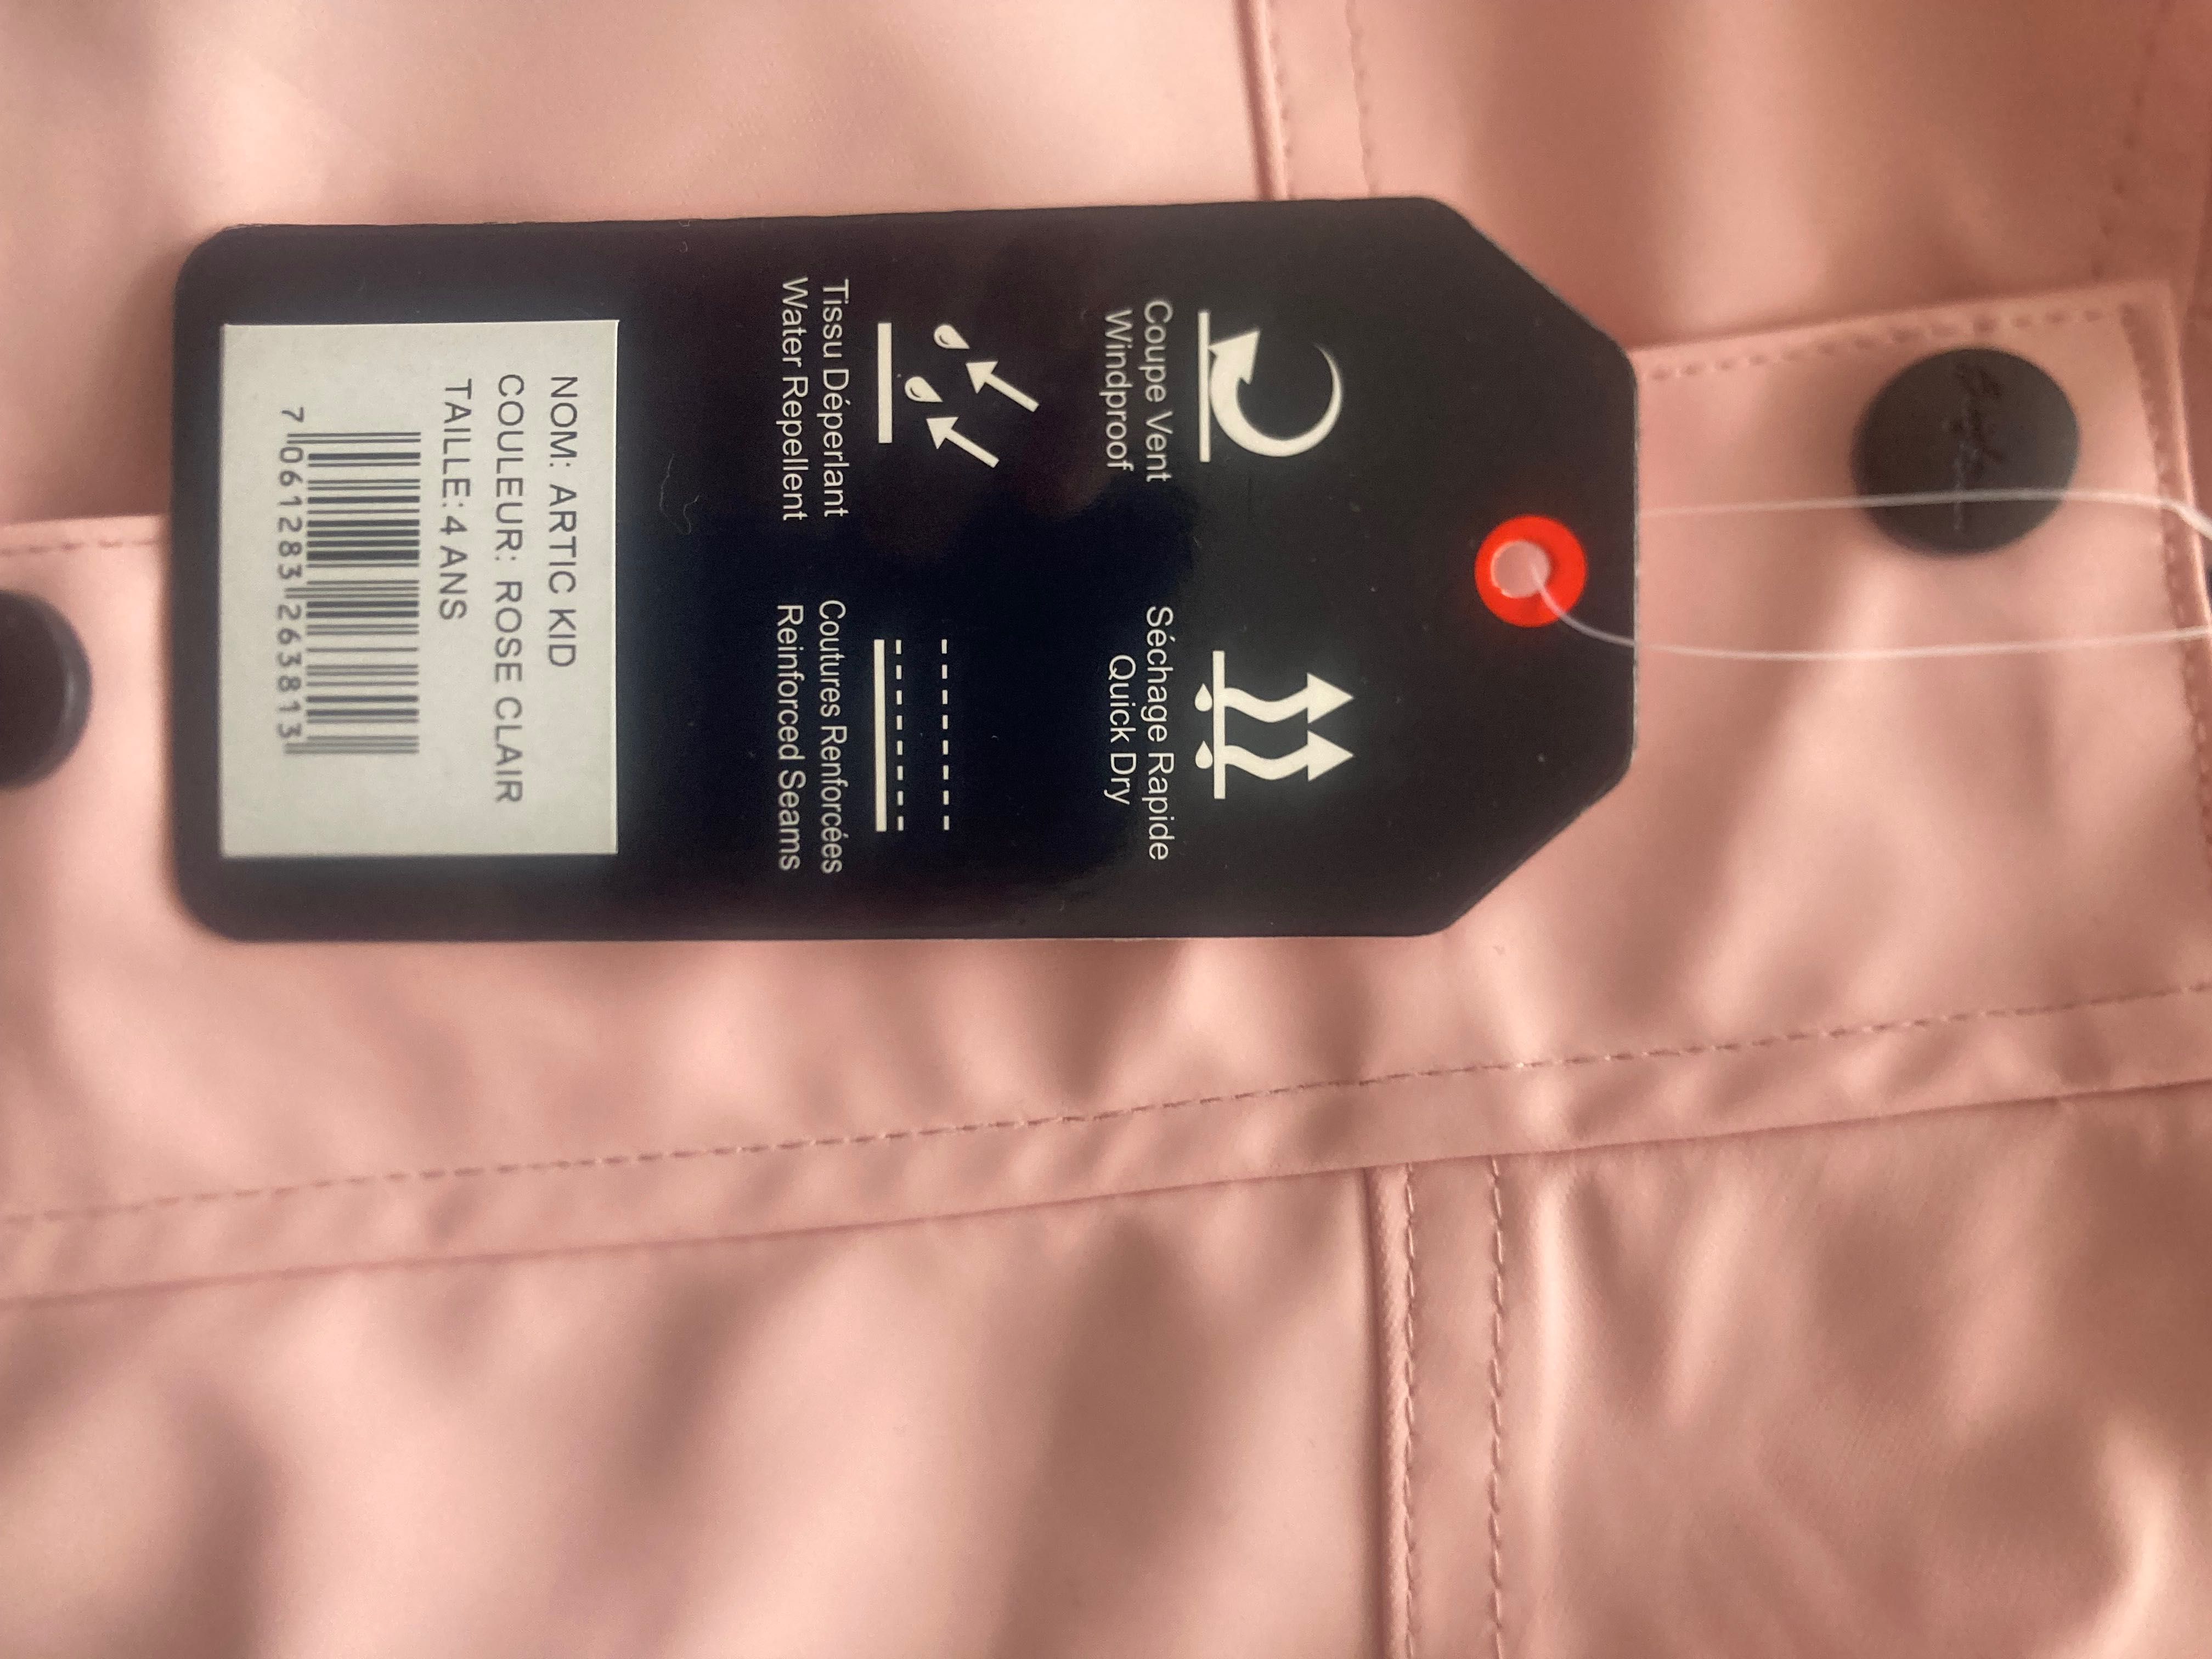 Coupe Vent
Windproof
Séchage Rapide
Quick Dry
Tissu Déperlant
Water Repellent
Coutures Renforcées
Reinforced Seams
NOM: ARTIC KID
COULEUR: ROSE CLAIR
TAILLE:4 ANS
7 061283 263813